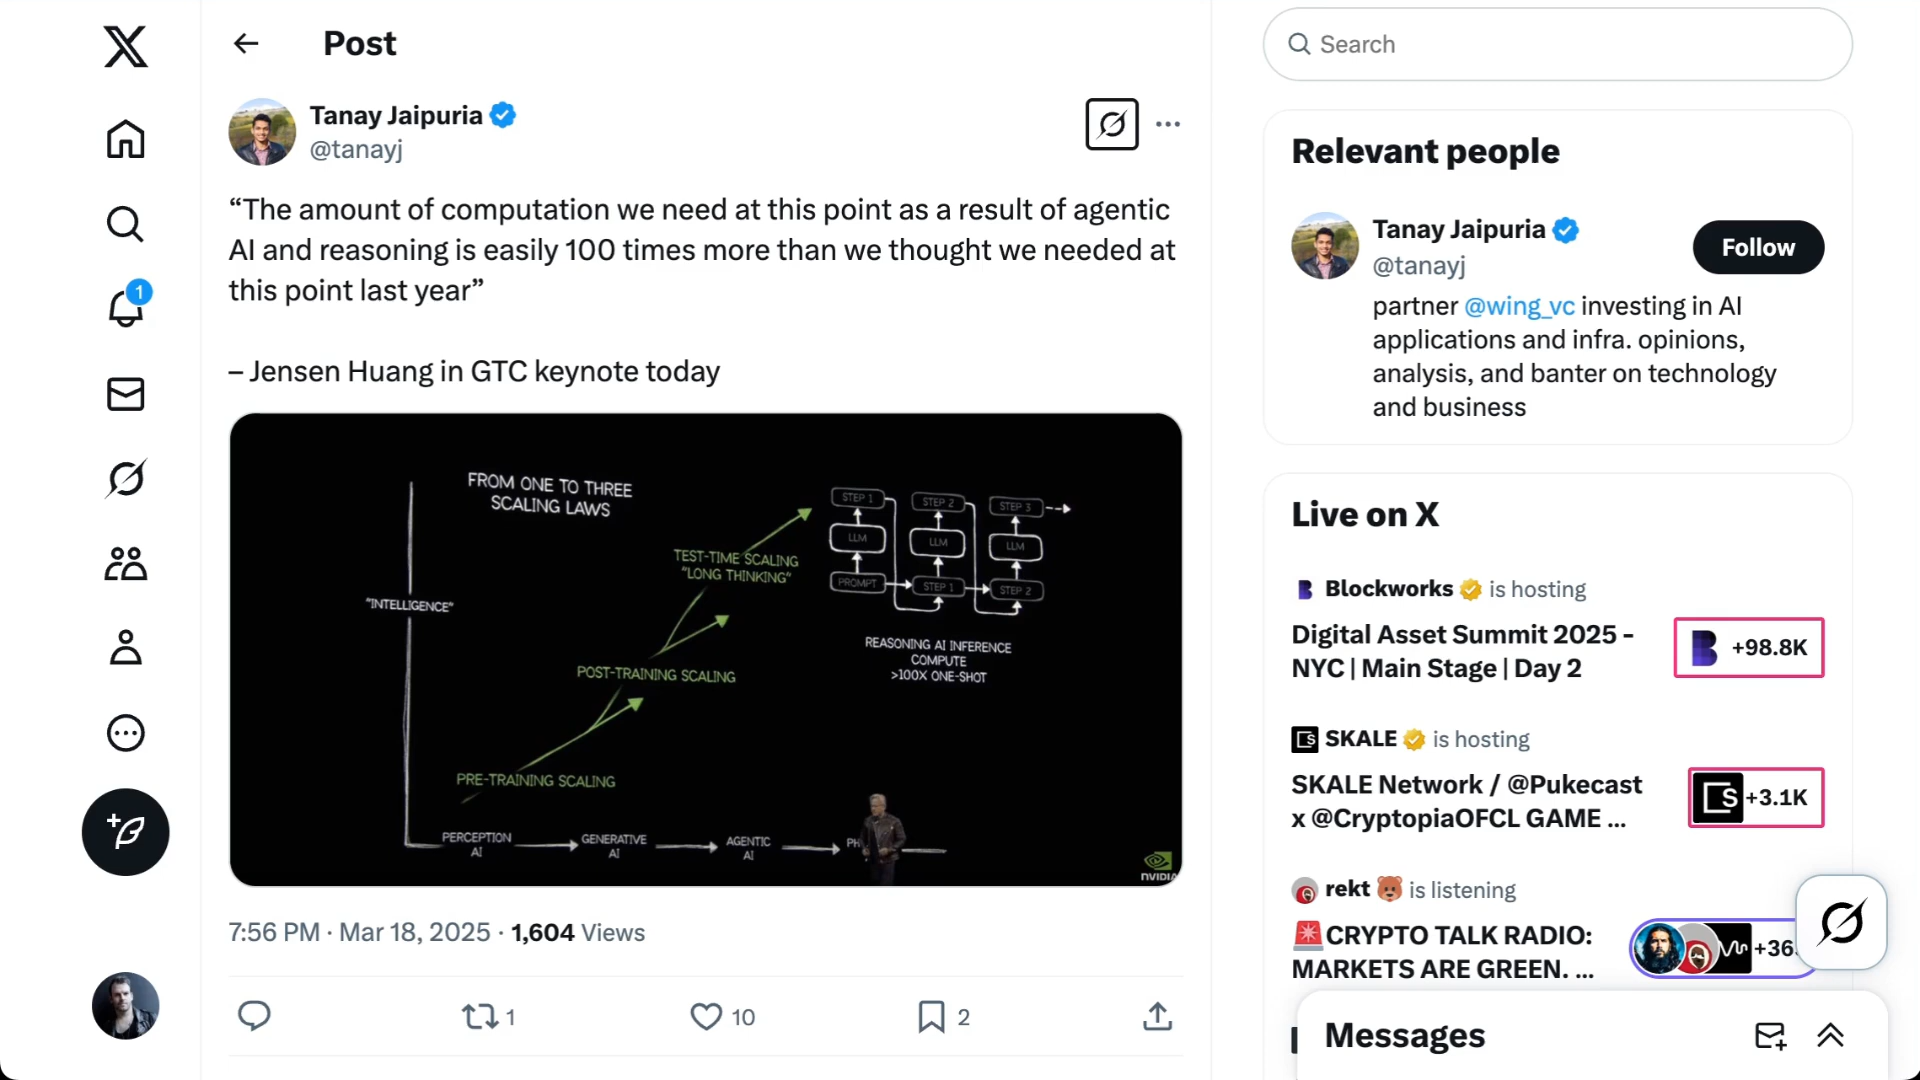 Post
Search
Tanay Jaipuria
@tanayj
“The amount of computation we need at this point as a result of agentic
AI and reasoning is easily 100 times more than we thought we needed at
this point last year”
– Jensen Huang in GTC keynote today
FROM ONE TO THREE
SCALING LAWS
"INTELLIGENCE"
TEST-TIME SCALING
"LONG THINKING"
POST-TRAINING SCALING
PRE-TRAINING SCALING
STEP 1
STEP 2
STEP 3
LLM
LLM
LLM
PROMPT
STEP 1
STEP 2
REASONING AI INFERENCE
COMPUTE
>100X ONE-SHOT
PERCEPTION
AI
GENERATIVE
AI
AGENTIC
AI
NVIDIA
7:56 PM · Mar 18, 2025 · 1,604 Views
1
10
2
1
Relevant people
Tanay Jaipuria
@tanayj
Follow
partner @wing_vc investing in AI
applications and infra. opinions,
analysis, and banter on technology
and business
Live on X
Blockworks is hosting
Digital Asset Summit 2025 -
NYC | Main Stage | Day 2
+98.8K
SKALE is hosting
SKALE Network / @Pukecast
x @CryptopiaOFCL GAME ...
+3.1K
rekt is listening
CRYPTO TALK RADIO:
MARKETS ARE GREEN. ...
+36
Messages